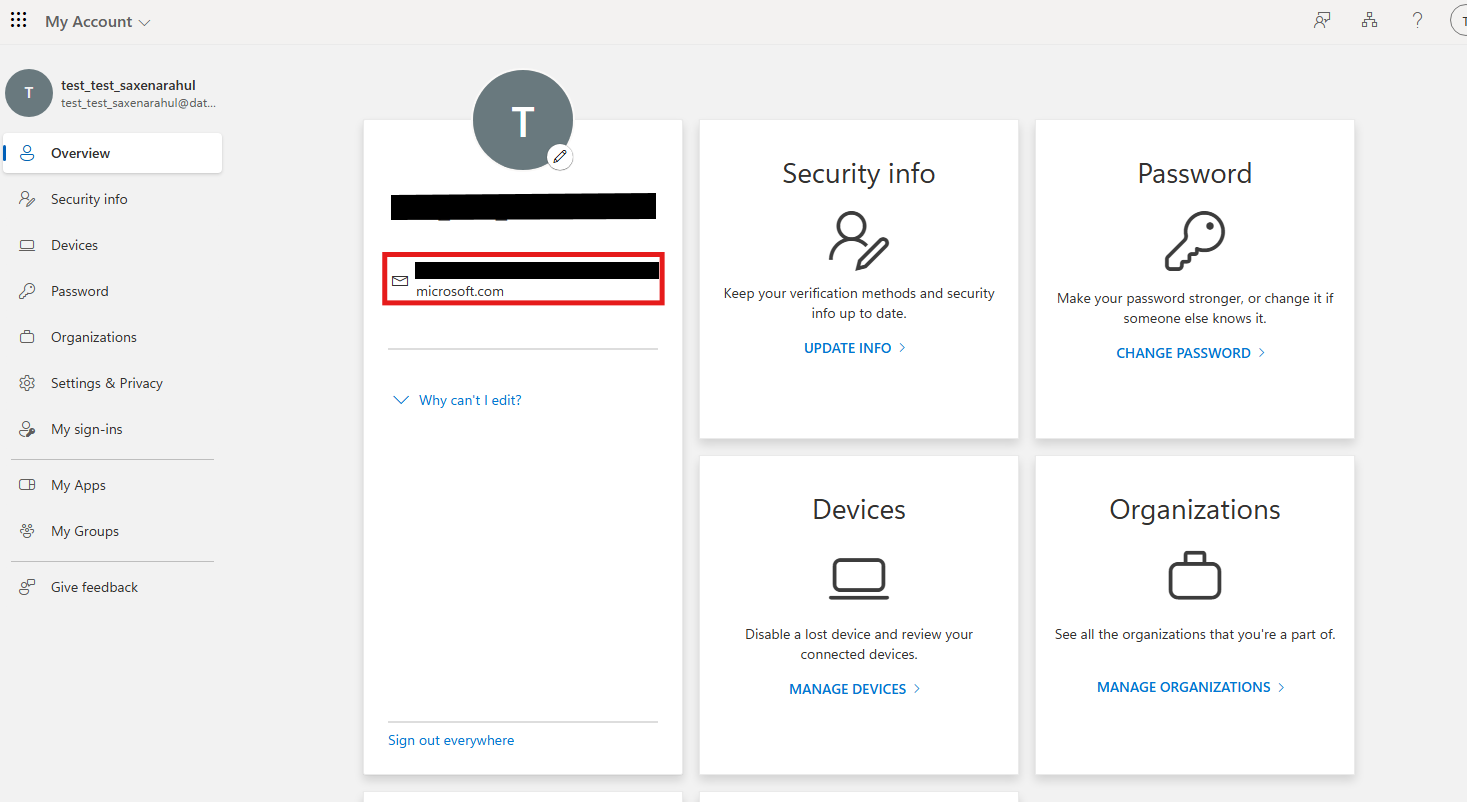 My Account
T
T
test_test_saxenarahul
test_test_saxenarahul@dat...
Overview
Security info
Devices
Password
Organizations
Settings & Privacy
My sign-ins
My Apps
My Groups
Give feedback
T
microsoft.com
Why can't I edit?
Sign out everywhere
Security info
Keep your verification methods and security
info up to date.
UPDATE INFO
Password
Make your password stronger, or change it if
someone else knows it.
CHANGE PASSWORD
Devices
Disable a lost device and review your
connected devices.
MANAGE DEVICES
Organizations
See all the organizations that you're a part of.
MANAGE ORGANIZATIONS